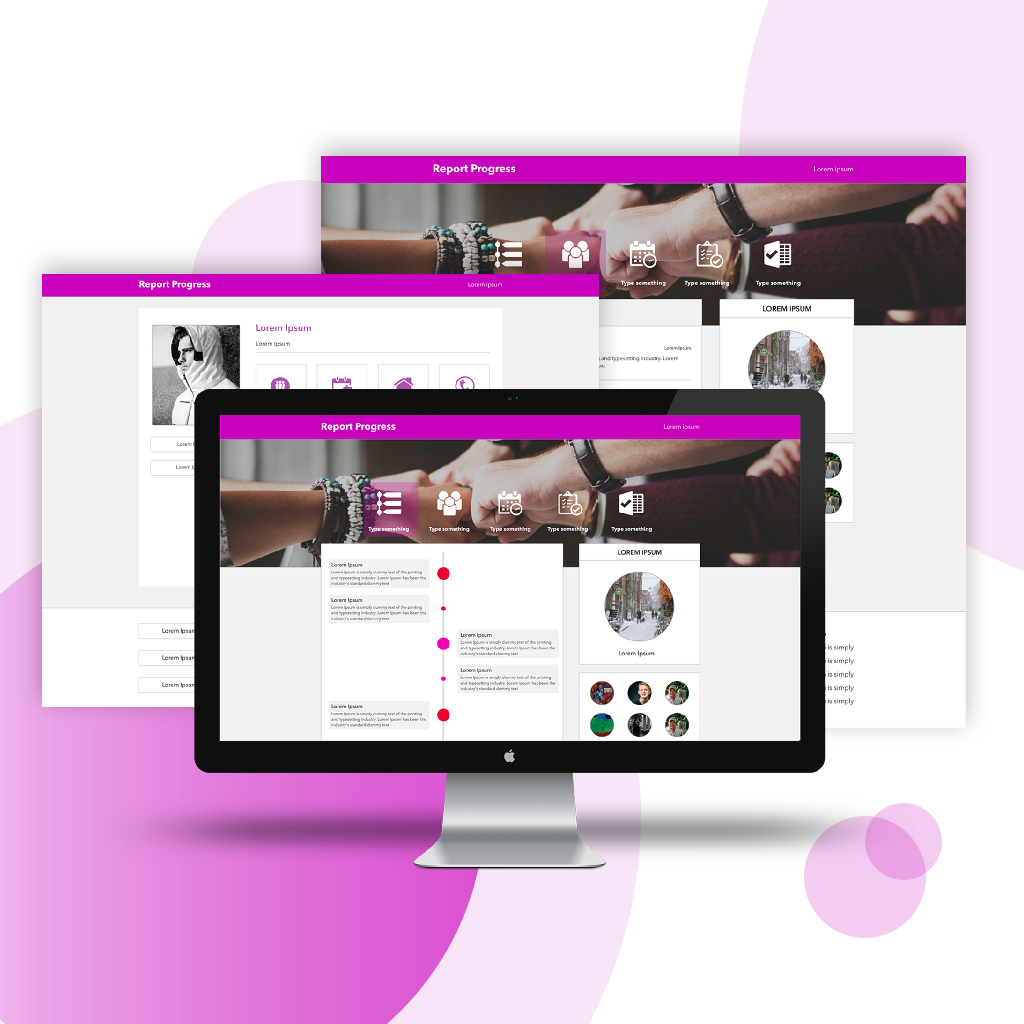 Report Progress
Lorem ipsum
Type something
Type something
Type something
LOREM IPSUM
Lorem Ipsum
and typesetting industry. Lorem
Report Progress
Lorem ipsum
Lorem Ipsum
Lorem Ipsum
Lorem
Lorem Ipsum
Lorem Ipsum
Lorem Ipsum
is simply
is simply
is simply
is simply
is simply
Report Progress
Lorem ipsum
Type something
Type something
Type something
Type something
Type something
Lorem Ipsum
Lorem Ipsum is simply dummy text of the printing
and typesetting industry. Lorem Ipsum has been the
industry's standard dummy text
Lorem Ipsum
Lorem Ipsum is simply dummy text of the printing
and typesetting industry. Lorem Ipsum has been the
industry's standard dummy text
Lorem Ipsum
Lorem Ipsum is simply dummy text of the printing
and typesetting industry. Lorem Ipsum has been the
industry's standard dummy text
Lorem Ipsum
Lorem Ipsum is simply dummy text of the printing
and typesetting industry. Lorem Ipsum has been the
industry's standard dummy text
Lorem Ipsum
Lorem Ipsum is simply dummy text of the printing
and typesetting industry. Lorem Ipsum has been the
industry's standard dummy text
LOREM IPSUM
Lorem Ipsum